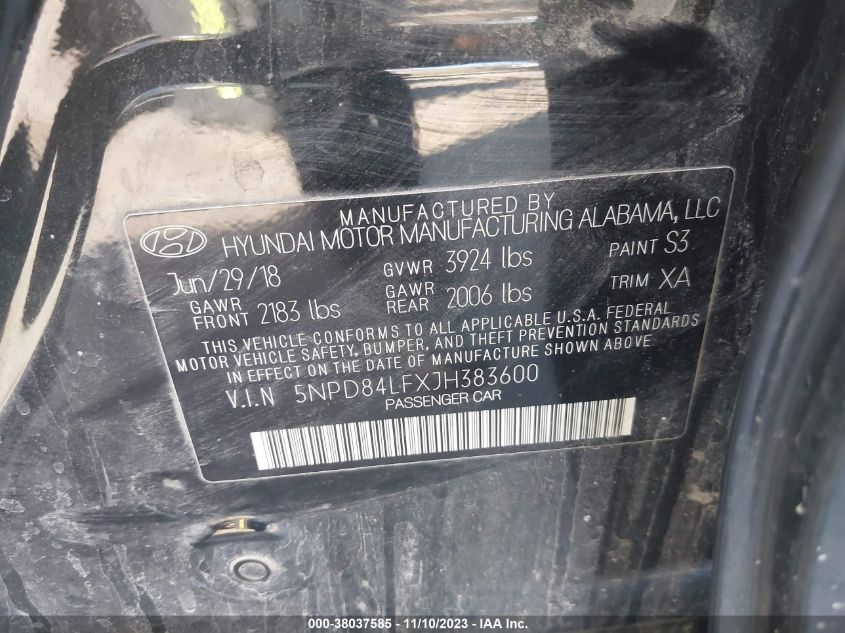 MANUFACTURED BY
HYUNDAI MOTOR MANUFACTURING ALABAMA, LLC
Jun/29/18 GVWR 3924 lbs PAINT S3
GAWR FRONT 2183 lbs GAWR REAR 2006 lbs TRIM XA
THIS VEHICLE CONFORMS TO ALL APPLICABLE U.S.A. FEDERAL
MOTOR VEHICLE SAFETY, BUMPER, AND THEFT PREVENTION STANDARDS
IN EFFECT ON THE DATE OF MANUFACTURE SHOWN ABOVE
V.I.N 5NPD84LFXJH383600
PASSENGER CAR
000-38037585 - 11/10/2023 - IAA Inc.